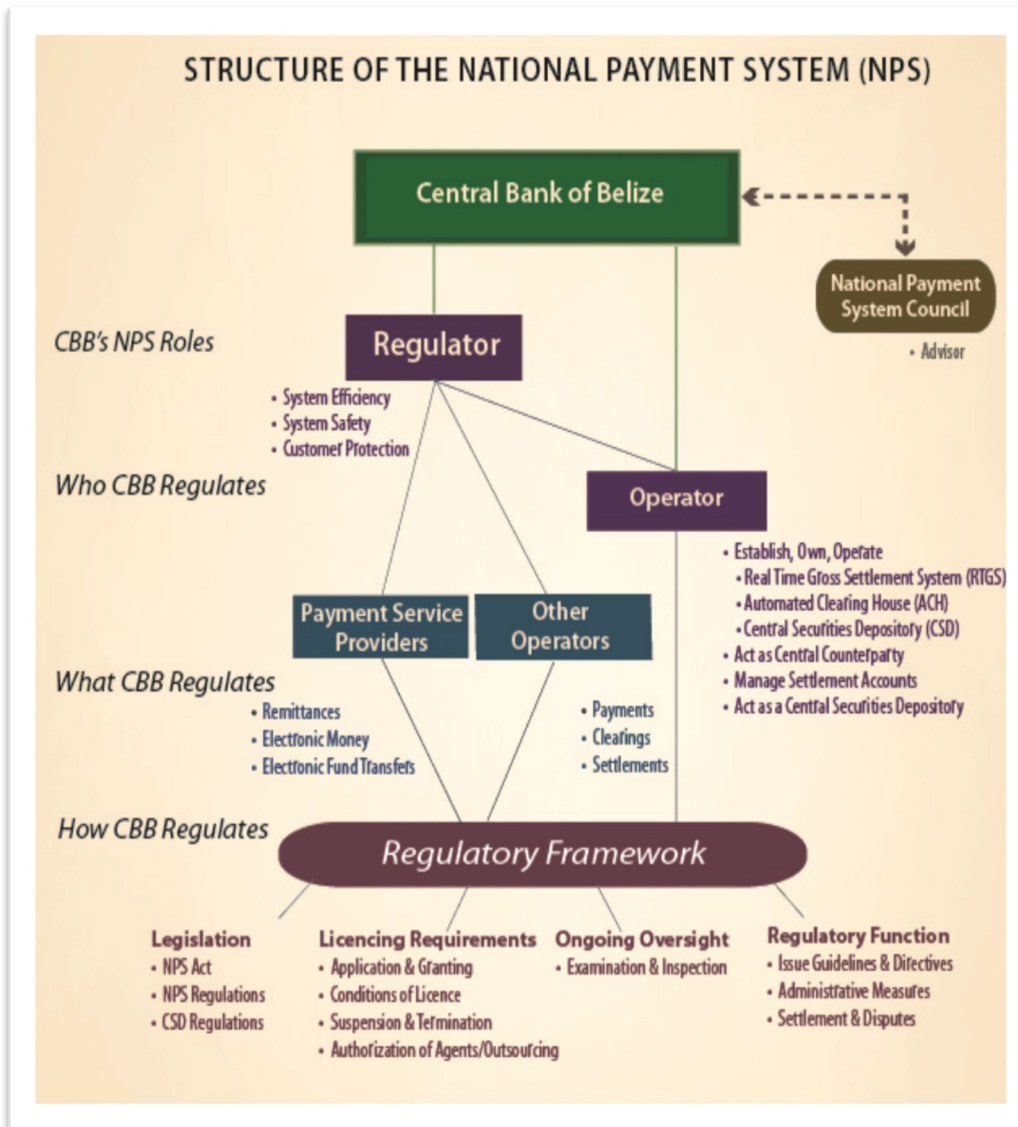 STRUCTURE OF THE NATIONAL PAYMENT SYSTEM (NPS)
Central Bank of Belize
National Payment
System Council
• Advisor
CBB's NPS Roles
Regulator
• System Efficiency
• System Safety
• Customer Protection
Who CBB Regulates
Operator
• Establish, Own, Operate
• Real Time Gross Settlement System (RTGS)
• Automated Clearing House (ACH)
• Central Securities Depository (CSD)
• Act as Central Counterparty
• Manage Settlement Accounts
• Act as a Central Securities Depository
Payment Service
Providers
Other
Operators
What CBB Regulates
• Remittances
• Electronic Money
• Electronic Fund Transfers
• Payments
• Clearings
• Settlements
How CBB Regulates
Regulatory Framework
Legislation
• NPS Act
• NPS Regulations
• CSD Regulations
Licencing Requirements
• Application & Granting
• Conditions of Licence
• Suspension & Termination
• Authorization of Agents/Outsourcing
Ongoing Oversight
• Examination & Inspection
Regulatory Function
• Issue Guidelines & Directives
• Administrative Measures
• Settlement & Disputes